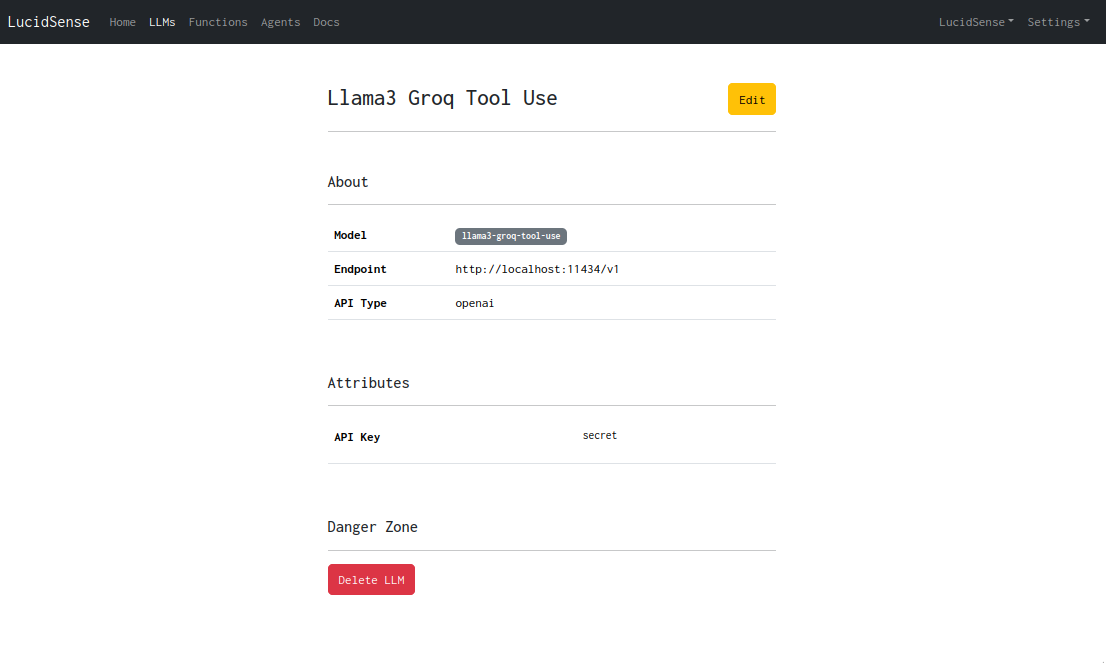 LucidSense Home LLMs Functions Agents Docs LucidSense Settings
Llama3 Groq Tool Use Edit
About
Model llama3-groq-tool-use
Endpoint http://localhost:11434/v1
API Type openai
Attributes
API Key secret
Danger Zone
Delete LLM